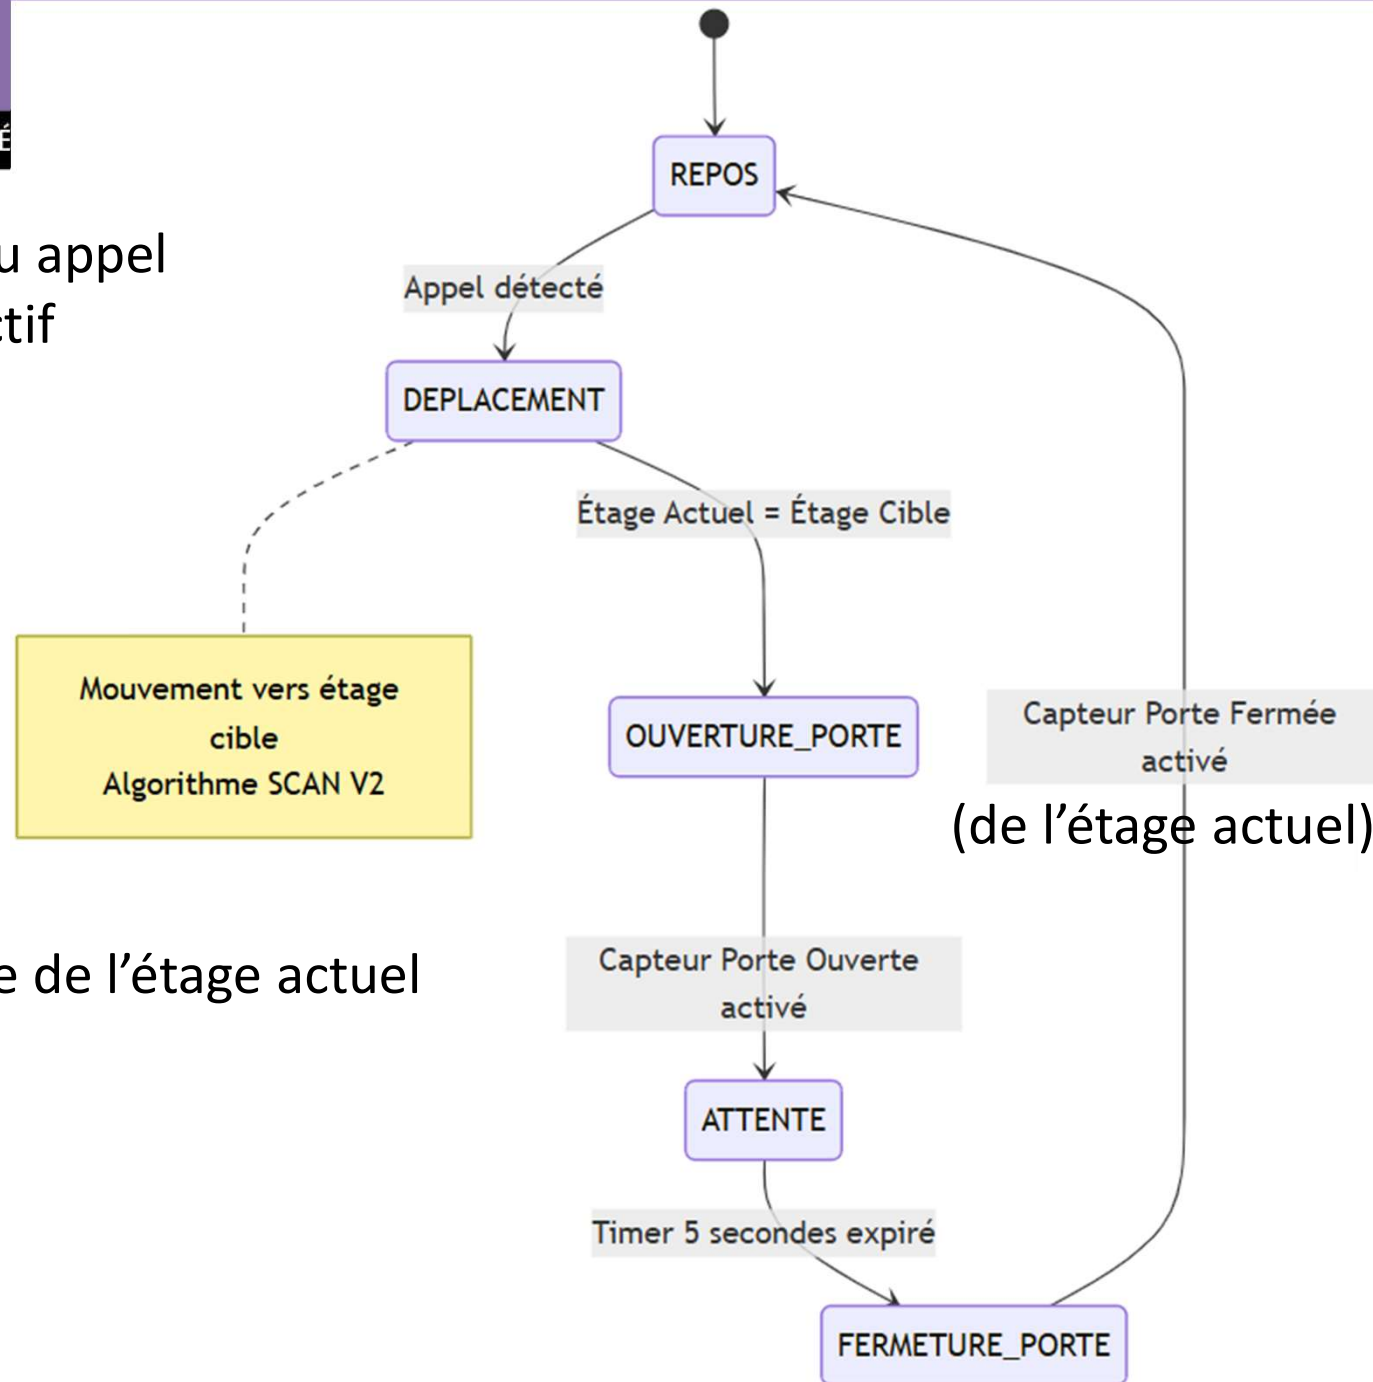 É
REPOS
u appel
Appel détecté
ctif
DEPLACEMENT
Étage Actuel = Étage Cible
Mouvement vers étage
cible
Algorithme SCAN V2
OUVERTURE_PORTE
Capteur Porte Fermée
activé
(de l’étage actuel)
e de l’étage actuel
Capteur Porte Ouverte
activé
ATTENTE
Timer 5 secondes expiré
FERMETURE_PORTE